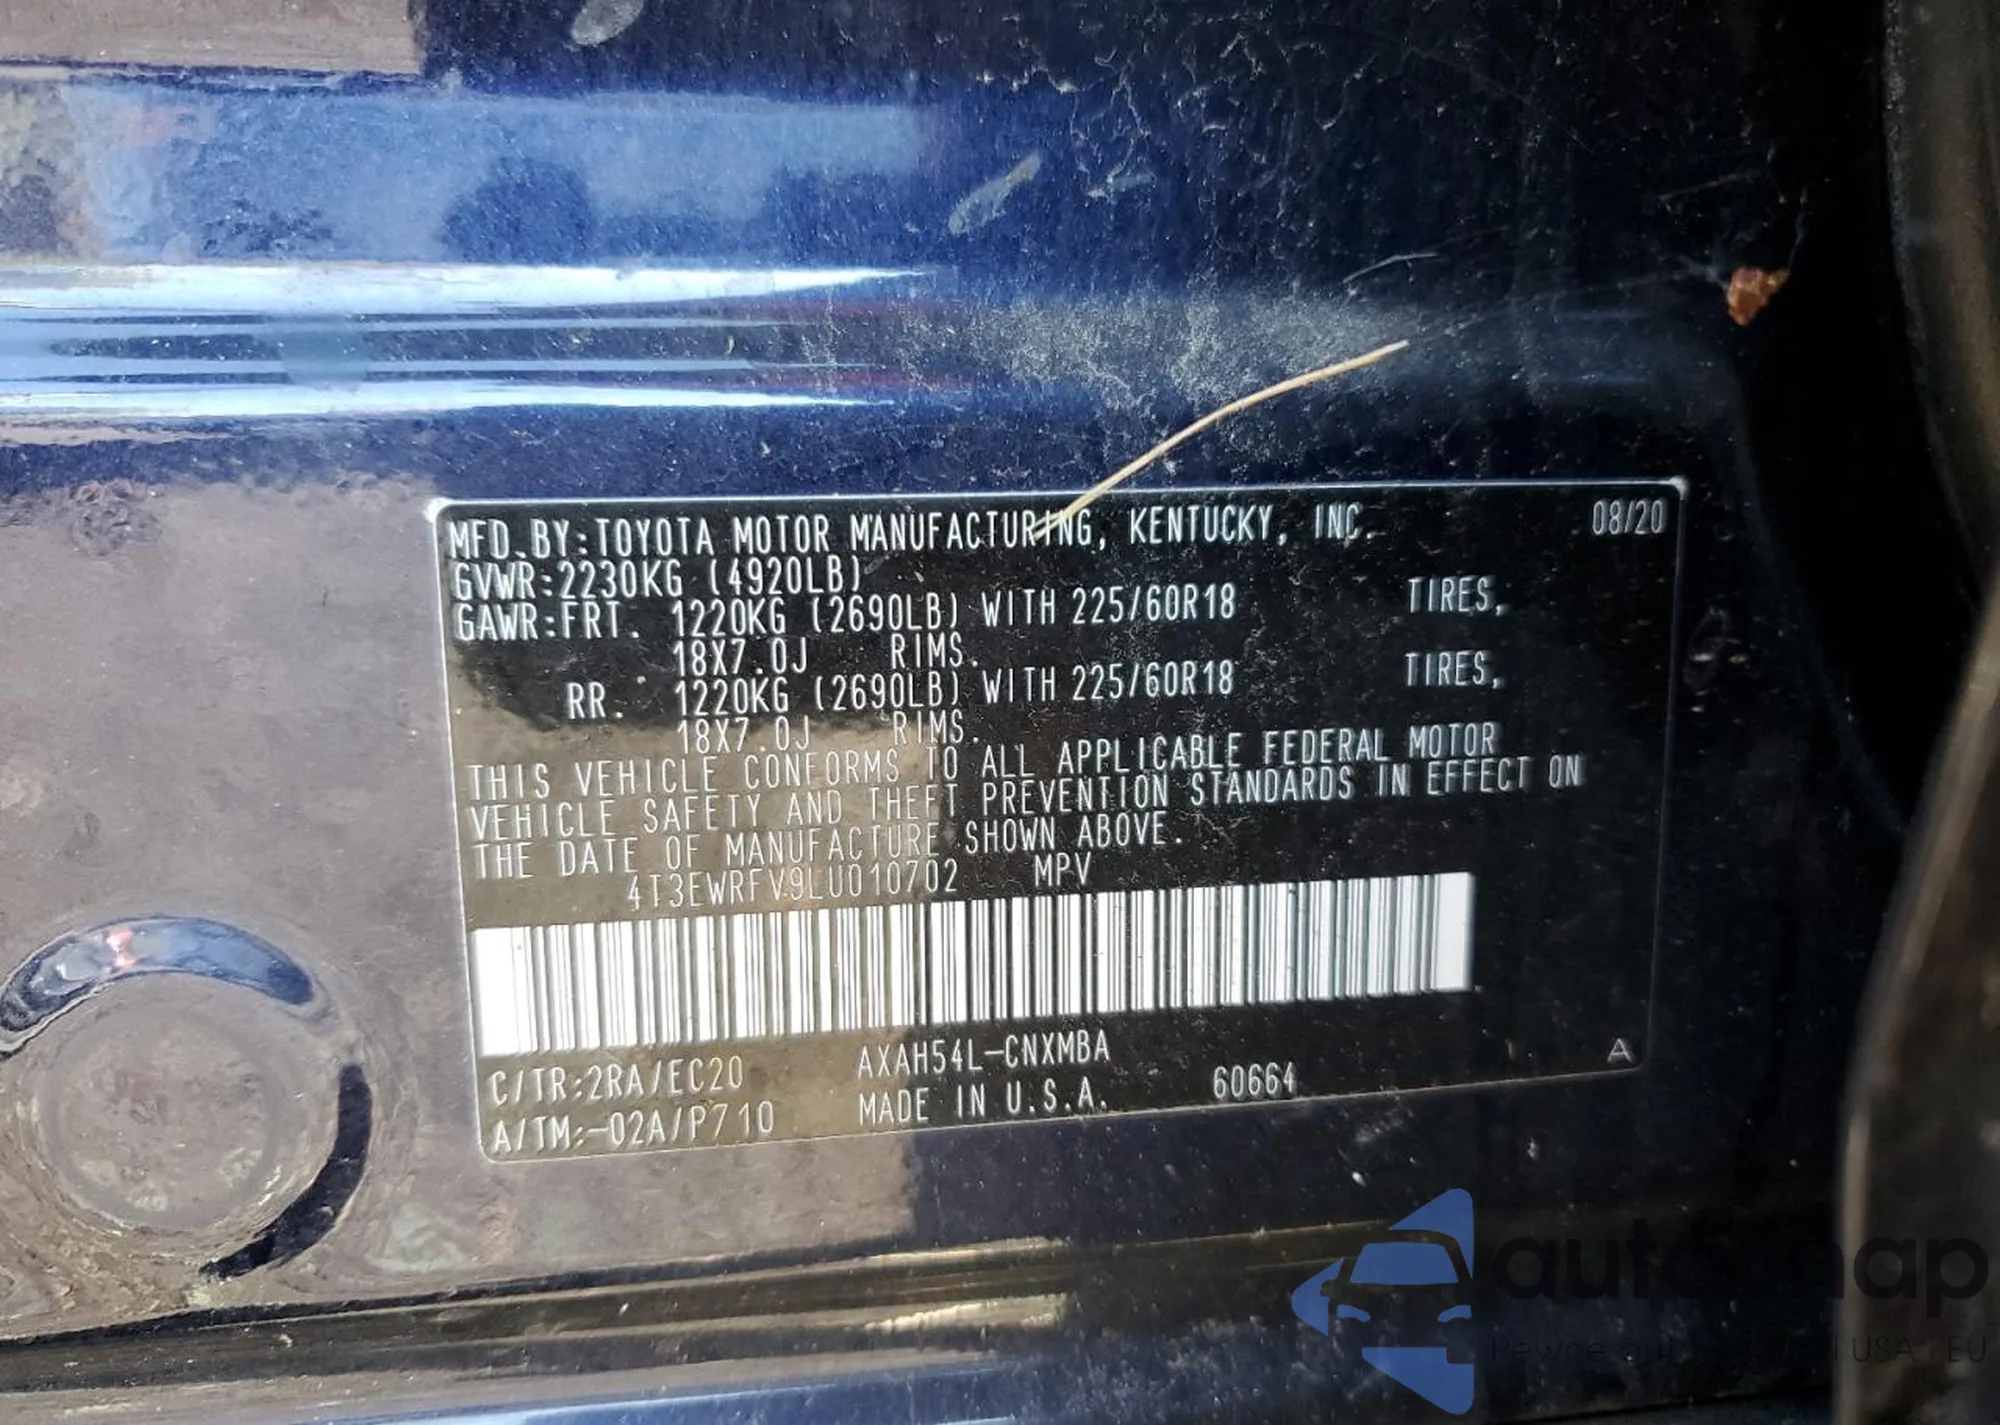 MFD.BY:TOYOTA MOTOR MANUFACTURING, KENTUCKY, INC. 08/20
GVWR:2230KG (4920LB)
GAWR:FRT. 1220KG (2690LB) WITH 225/60R18 TIRES,
18X7.0J RIMS.
RR. 1220KG (2690LB) WITH 225/60R18 TIRES,
18X7.0J RIMS.
THIS VEHICLE CONFORMS TO ALL APPLICABLE FEDERAL MOTOR
VEHICLE SAFETY AND THEFT PREVENTION STANDARDS IN EFFECT ON
THE DATE OF MANUFACTURE SHOWN ABOVE.
4T3EWRFV9LU010702 MPV
C/TR:2RA/EC20 AXAH54L-CNXMBA
A/TM:-02A/P710 MADE IN U.S.A. 60664 A
USA EU